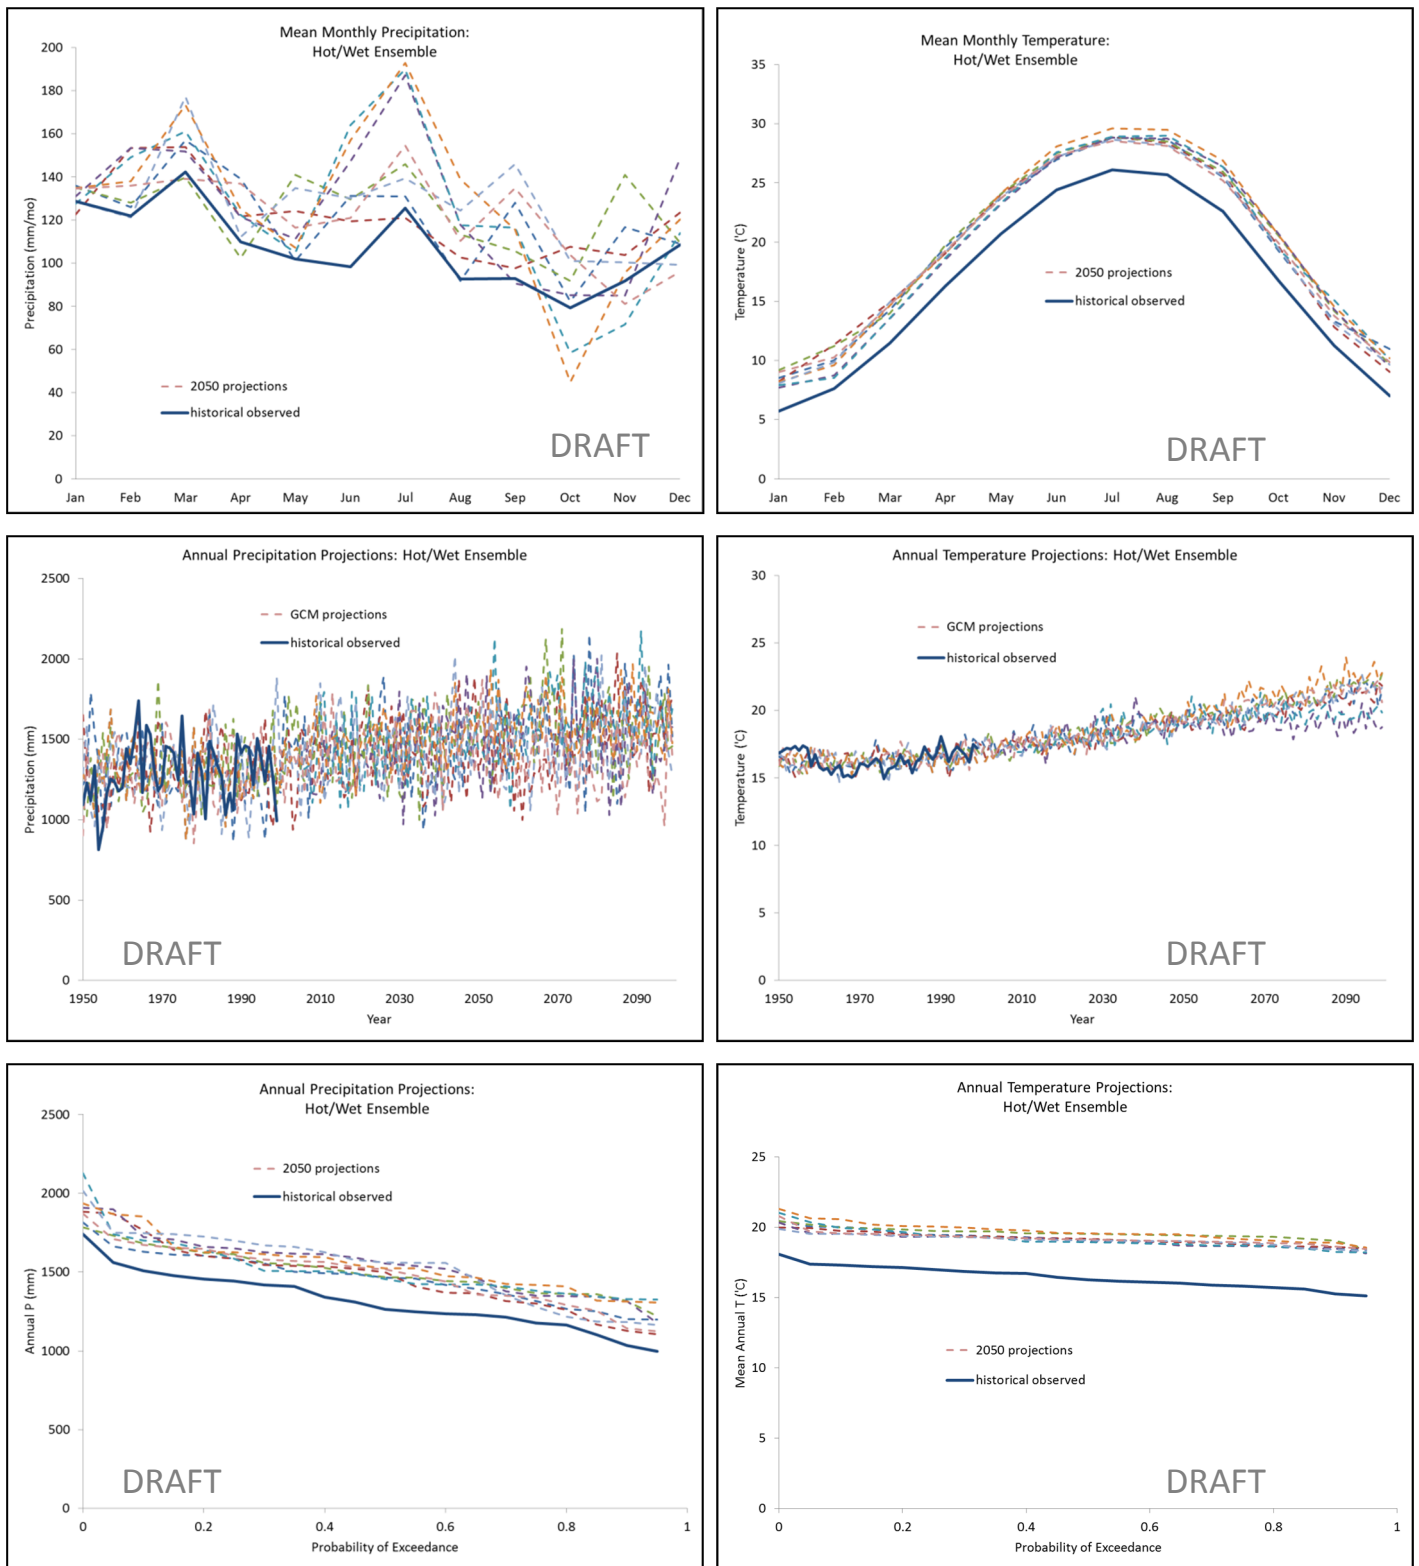 Mean Monthly Precipitation:
Hot/Wet Ensemble
Precipitation (mm/mo)
200
180
160
140
120
100
80
60
40
20
0
2050 projections
historical observed
DRAFT
Jan Feb Mar Apr May Jun Jul Aug Sep Oct Nov Dec
Mean Monthly Temperature:
Hot/Wet Ensemble
Temperature (°C)
35
30
25
20
15
10
5
0
2050 projections
historical observed
DRAFT
Jan Feb Mar Apr May Jun Jul Aug Sep Oct Nov Dec
Annual Precipitation Projections: Hot/Wet Ensemble
Precipitation (mm)
2500
2000
1500
1000
500
0
GCM projections
historical observed
DRAFT
1950 1970 1990 2010 2030 2050 2070 2090
Year
Annual Temperature Projections: Hot/Wet Ensemble
Temperature (°C)
30
25
20
15
10
5
0
GCM projections
historical observed
DRAFT
1950 1970 1990 2010 2030 2050 2070 2090
Year
Annual Precipitation Projections:
Hot/Wet Ensemble
Annual P (mm)
2500
2000
1500
1000
500
0
2050 projections
historical observed
DRAFT
0 0.2 0.4 0.6 0.8 1
Probability of Exceedance
Annual Temperature Projections:
Hot/Wet Ensemble
Mean Annual T (°C)
25
20
15
10
5
0
2050 projections
historical observed
DRAFT
0 0.2 0.4 0.6 0.8 1
Probability of Exceedance